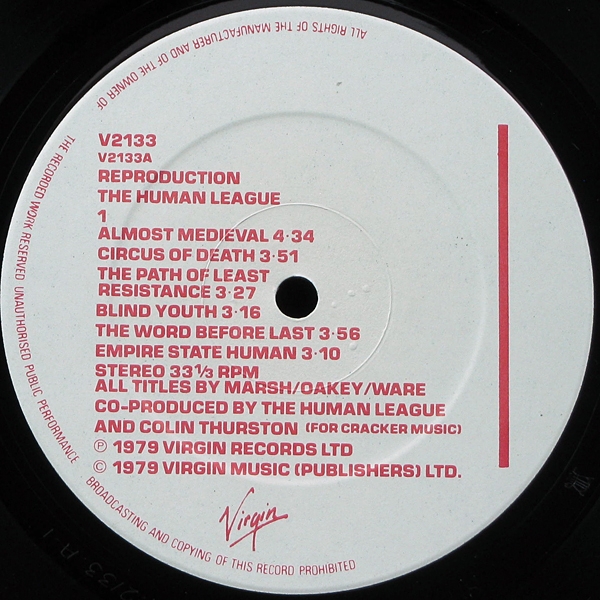 V2133
V2133A
REPRODUCTION
THE HUMAN LEAGUE
1
ALMOST MEDIEVAL 4·34
CIRCUS OF DEATH 3·51
THE PATH OF LEAST
RESISTANCE 3·27
BLIND YOUTH 3·16
THE WORD BEFORE LAST 3·56
EMPIRE STATE HUMAN 3·10
STEREO 33⅓ RPM
ALL TITLES BY MARSH/OAKEY/WARE
CO-PRODUCED BY THE HUMAN LEAGUE
AND COLIN THURSTON (FOR CRACKER MUSIC)
℗ 1979 VIRGIN RECORDS LTD
© 1979 VIRGIN MUSIC (PUBLISHERS) LTD.
Virgin
ALL RIGHTS OF THE MANUFACTURER AND OF THE OWNER OF THE RECORDED WORK RESERVED UNAUTHORISED PUBLIC PERFORMANCE BROADCASTING AND COPYING OF THIS RECORD PROHIBITED